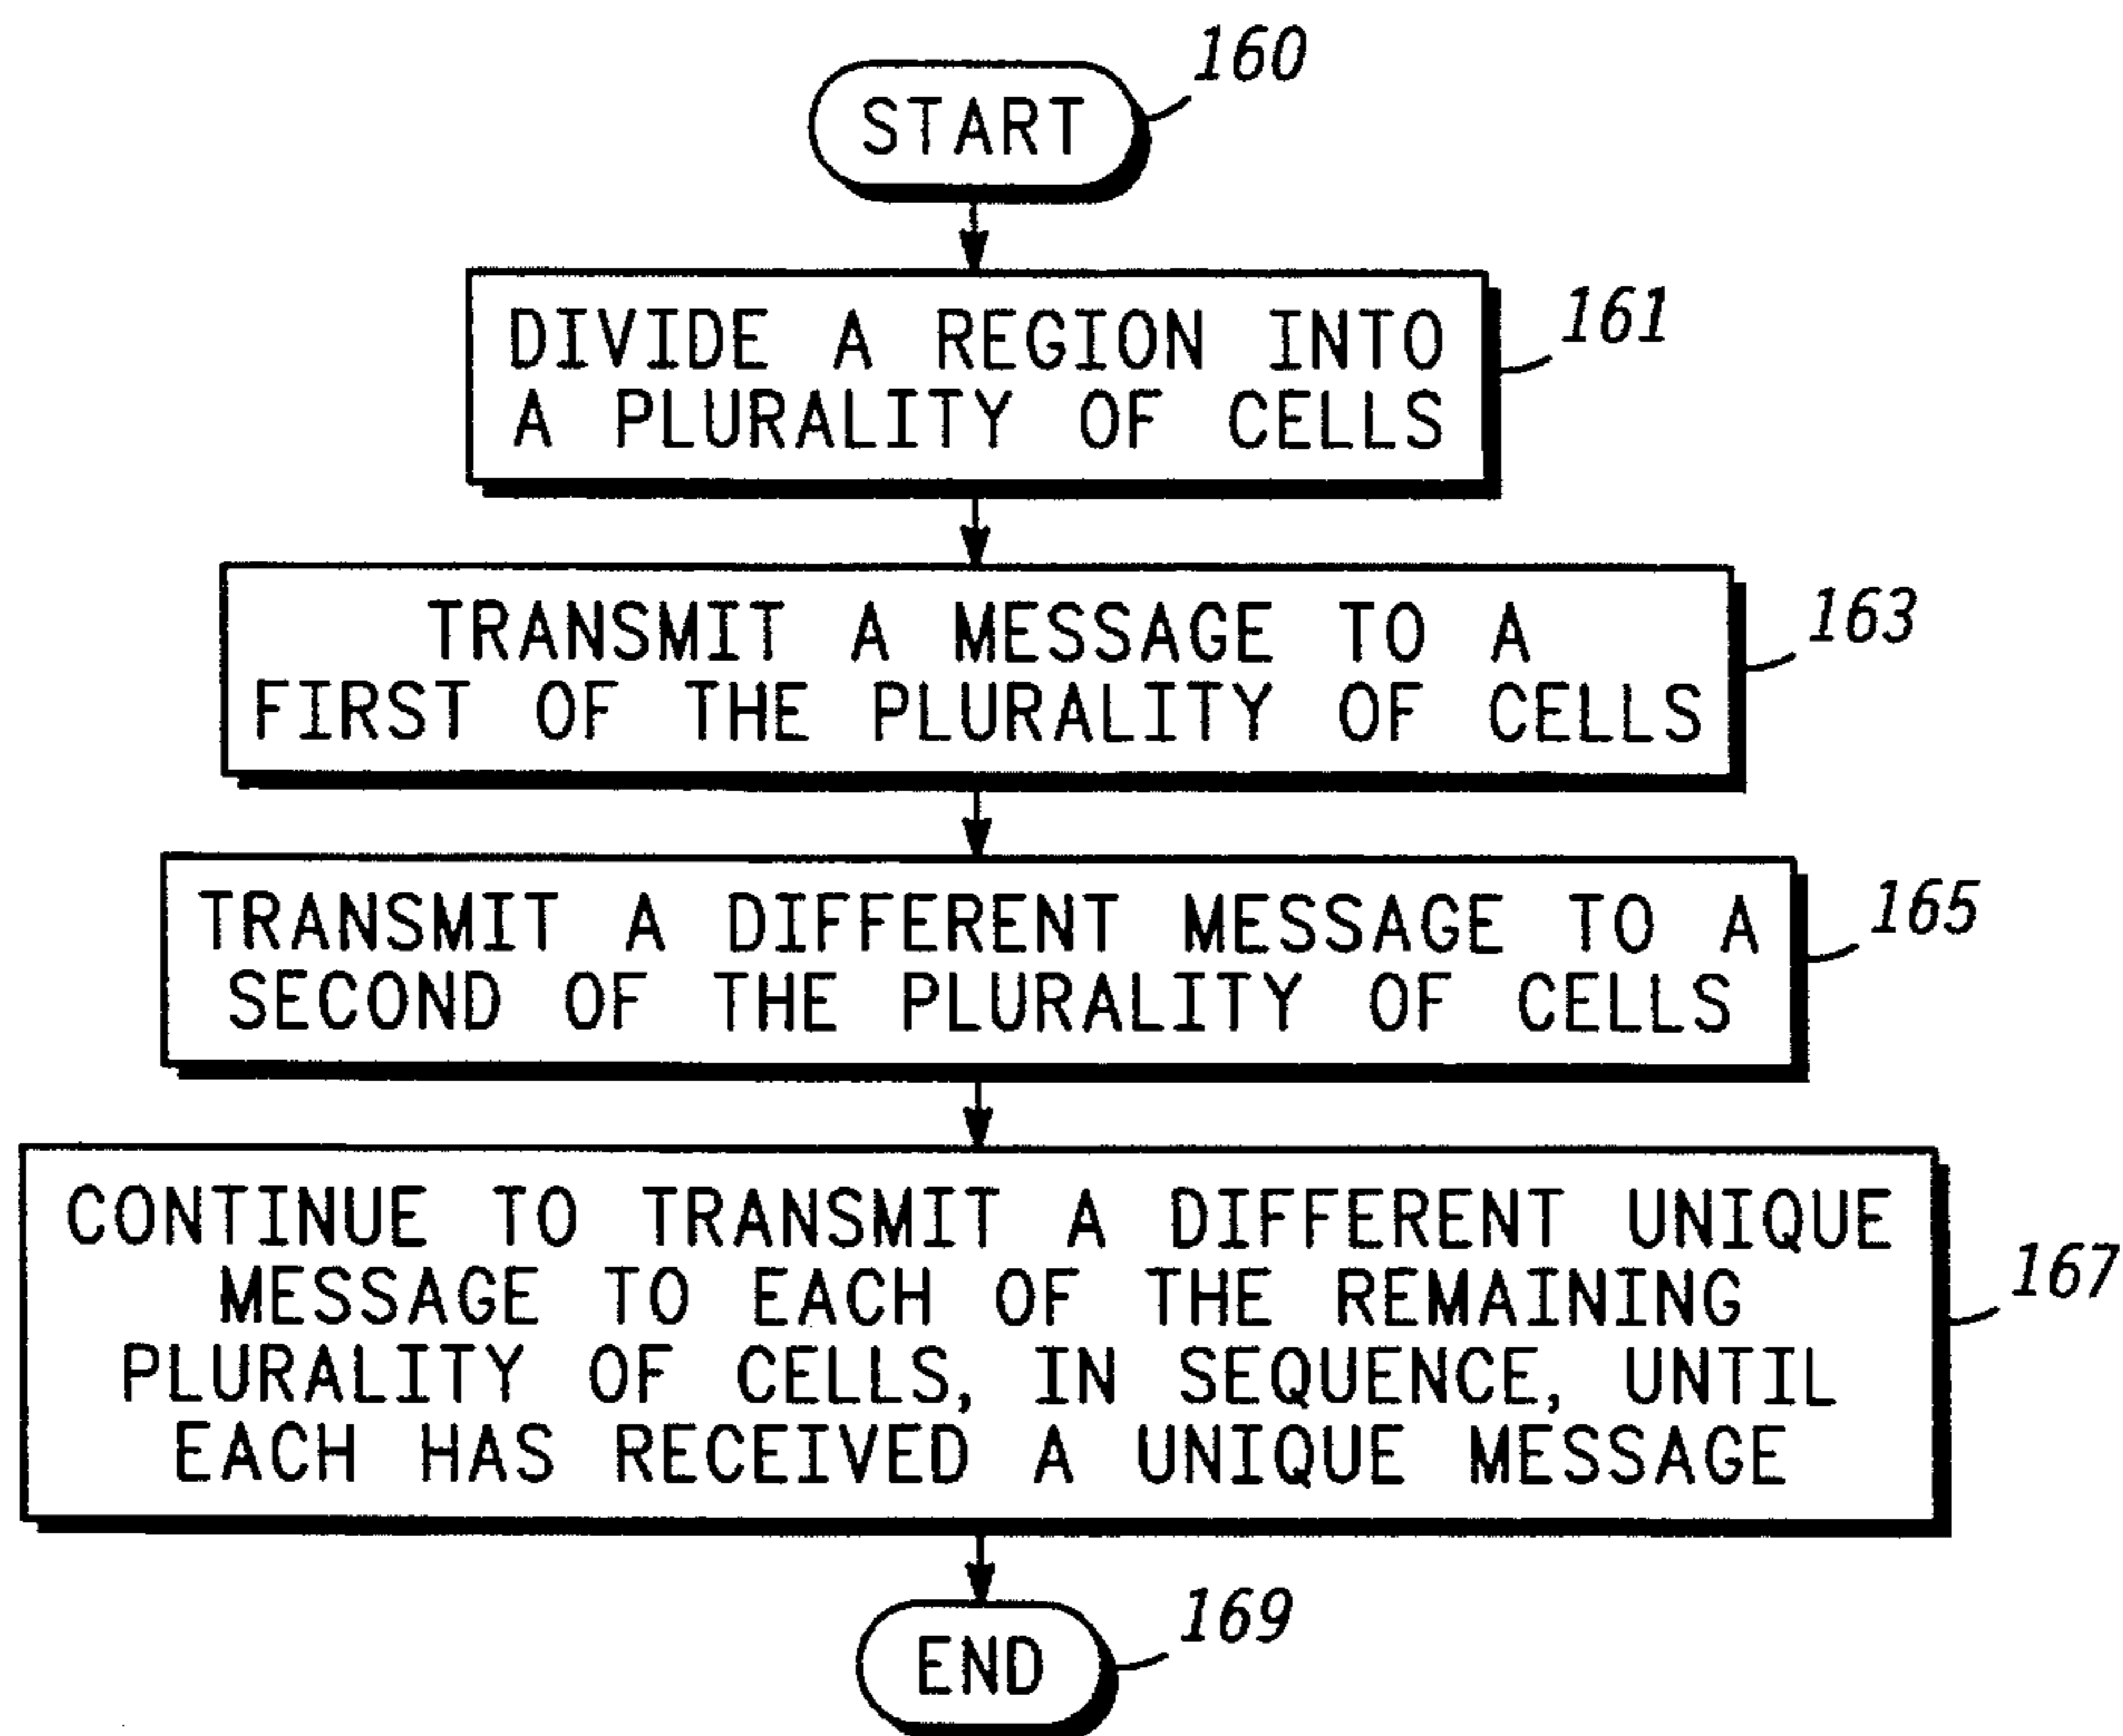 160
START
161
DIVIDE A REGION INTO
A PLURALITY OF CELLS
163
TRANSMIT A MESSAGE TO A
FIRST OF THE PLURALITY OF CELLS
165
TRANSMIT A DIFFERENT MESSAGE TO A
SECOND OF THE PLURALITY OF CELLS
167
CONTINUE TO TRANSMIT A DIFFERENT UNIQUE
MESSAGE TO EACH OF THE REMAINING
PLURALITY OF CELLS, IN SEQUENCE, UNTIL
EACH HAS RECEIVED A UNIQUE MESSAGE
169
END